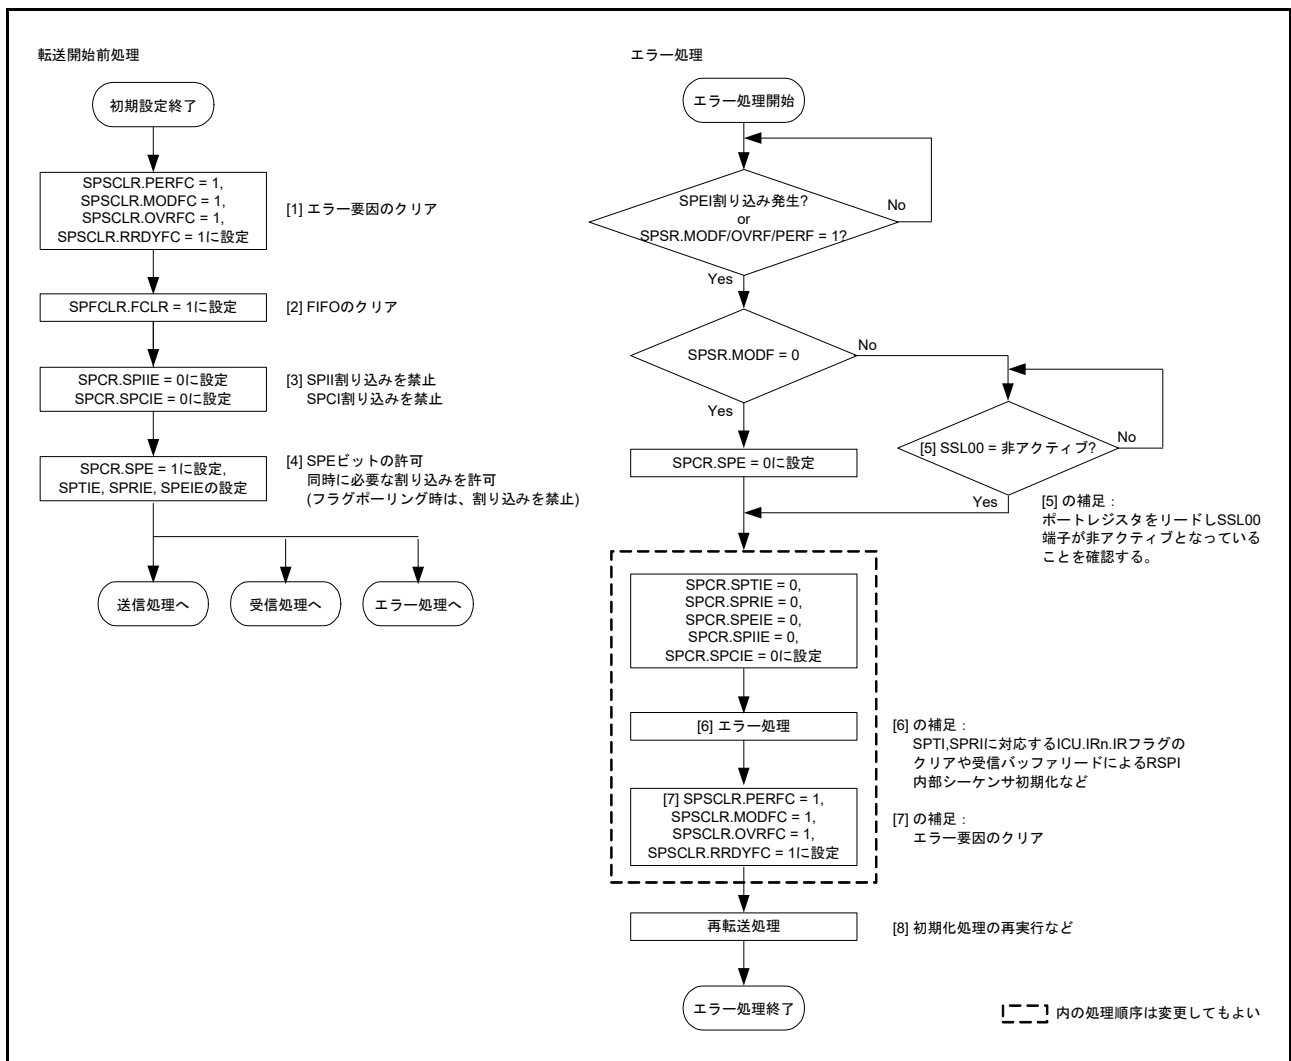 転送開始前処理
初期設定終了
SPSCLR.PERFC = 1,
SPSCLR.MODFC = 1,
SPSCLR.OVRFC = 1,
SPSCLR.RRDYFC = 1に設定
[1] エラー要因のクリア
SPFCLR.FCLR = 1に設定
[2] FIFOのクリア
SPCR.SPIIE = 0に設定
SPCR.SPCIE = 0に設定
[3] SPII割り込みを禁止
SPCI割り込みを禁止
SPCR.SPE = 1に設定,
SPTIE, SPRIE, SPEIEの設定
[4] SPEビットの許可
同時に必要な割り込みを許可
(フラグポーリング時は、割り込みを禁止)
送信処理へ
受信処理へ
エラー処理へ
エラー処理
エラー処理開始
SPEI割り込み発生?
or
SPSR.MODF/OVRF/PERF = 1?
No
Yes
SPSR.MODF = 0
No
Yes
[5] SSL00 = 非アクティブ?
No
Yes
SPCR.SPE = 0に設定
[5] の補足：
ポートレジスタをリードしSSL00
端子が非アクティブとなっている
ことを確認する。
SPCR.SPTIE = 0,
SPCR.SPRIE = 0,
SPCR.SPEIE = 0,
SPCR.SPIIE = 0,
SPCR.SPCIE = 0に設定
[6] エラー処理
[6] の補足：
SPTI,SPRIに対応するICU.IRn.IRフラグの
クリアや受信バッファリードによるRSPI
内部シーケンサ初期化など
[7] SPSCLR.PERFC = 1,
SPSCLR.MODFC = 1,
SPSCLR.OVRFC = 1,
SPSCLR.RRDYFC = 1に設定
[7] の補足：
エラー要因のクリア
再転送処理
[8] 初期化処理の再実行など
エラー処理終了
内の処理順序は変更してもよい